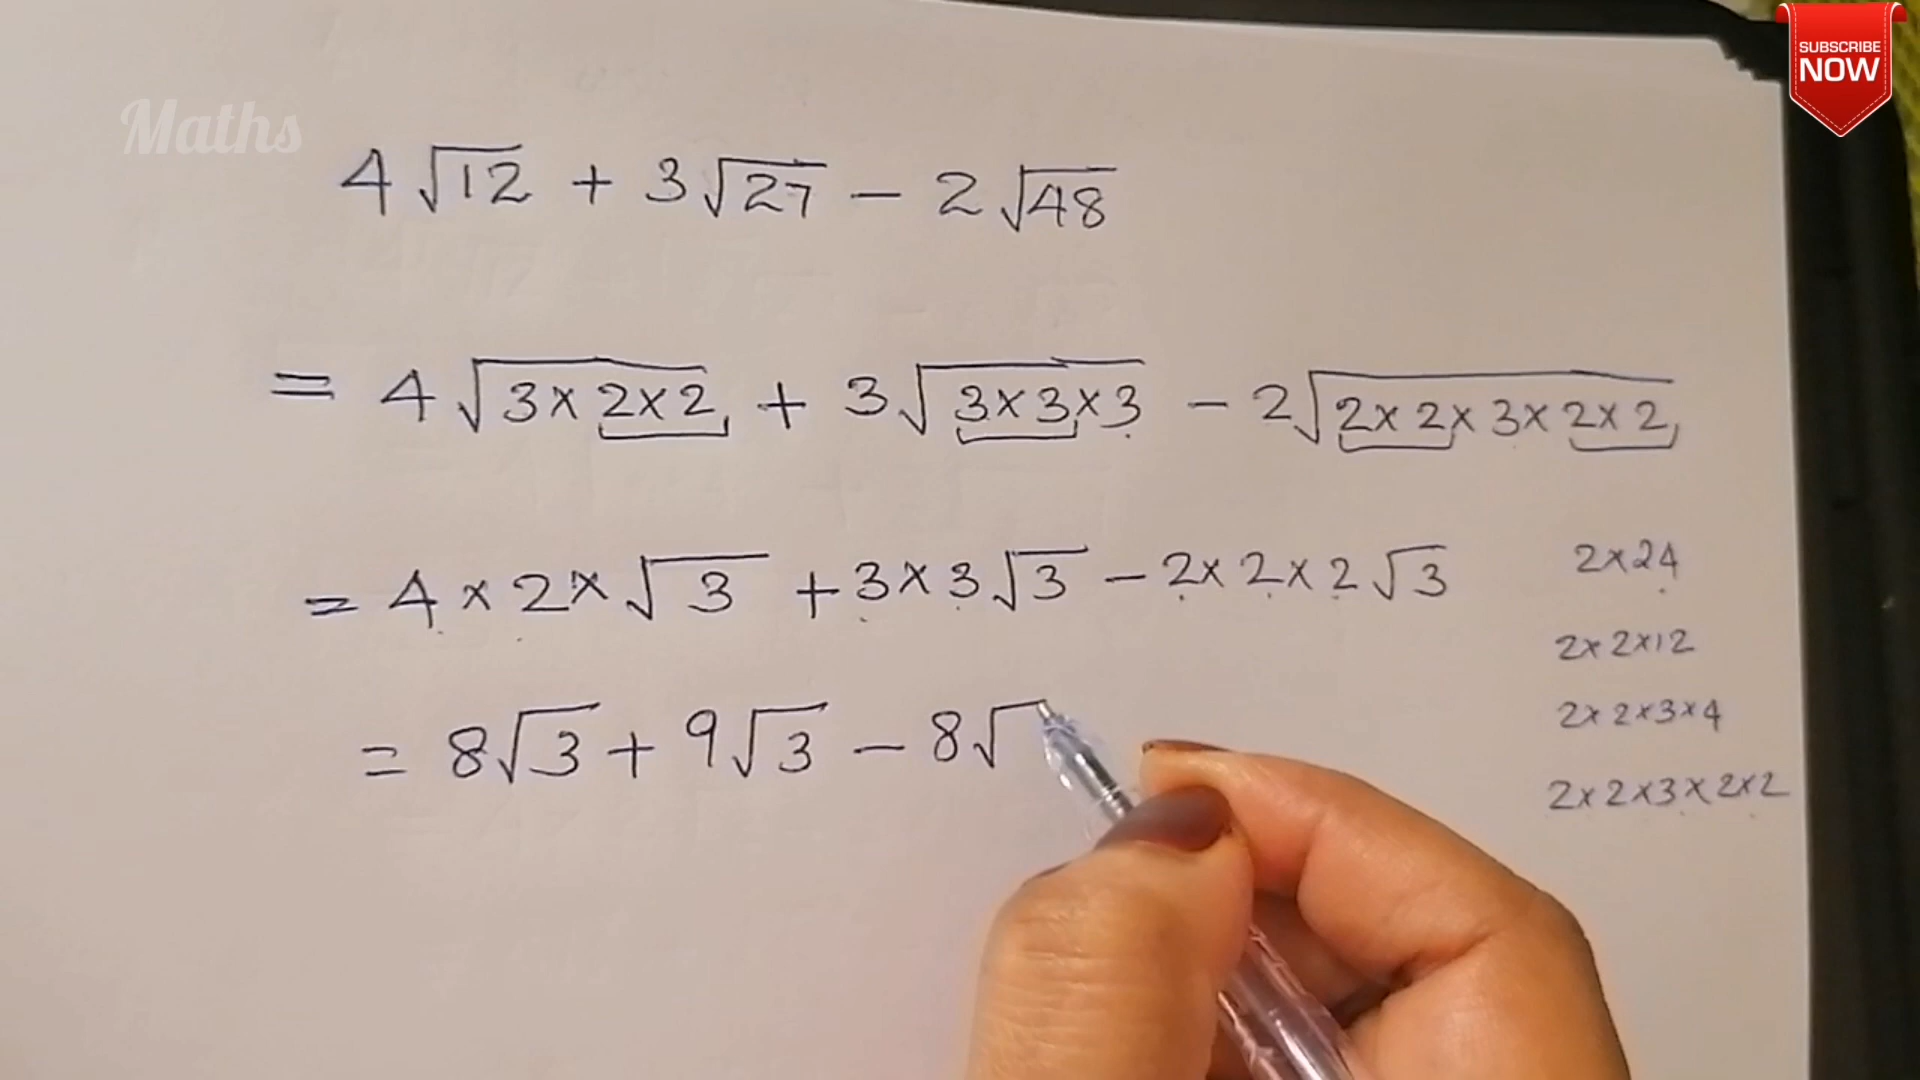 Maths
SUBSCRIBE
NOW
4√12 + 3√27 - 2√48
= 4√3×2×2 + 3√3×3×3 - 2√2×2×3×2×2
= 4×2×√3 + 3×3√3 - 2×2×2√3
2×24
2×2×12
2×2×3×4
2×2×3×2×2
= 8√3 + 9√3 - 8√